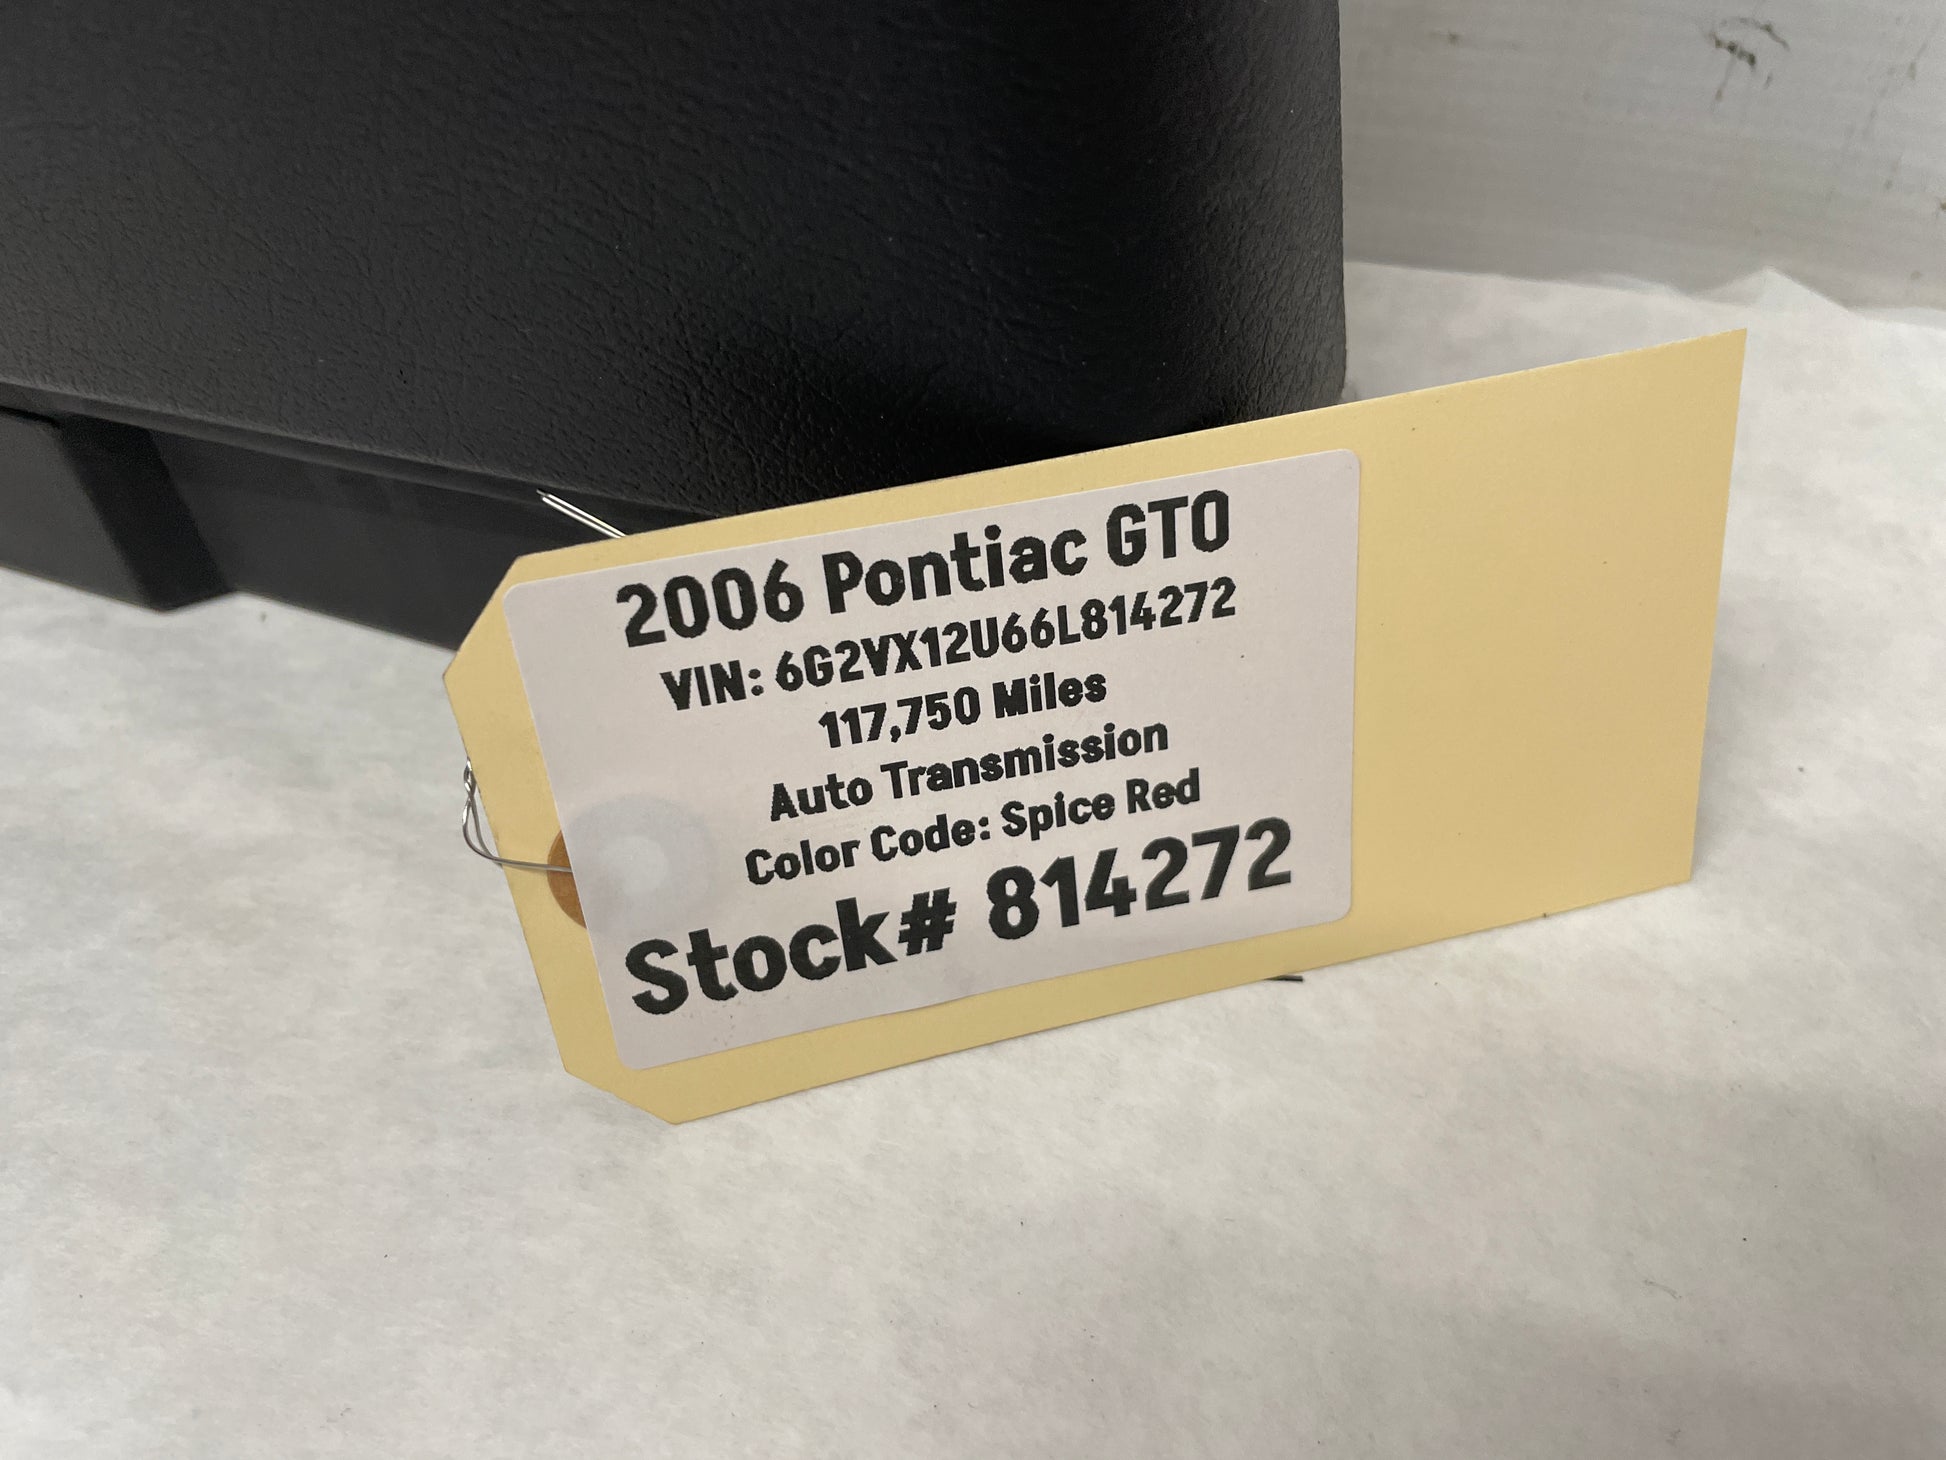 2006 Pontiac GTO
VIN: 6G2VX12U66L814272
117,750 Miles
Auto Transmission
Color Code: Spice Red
Stock# 814272